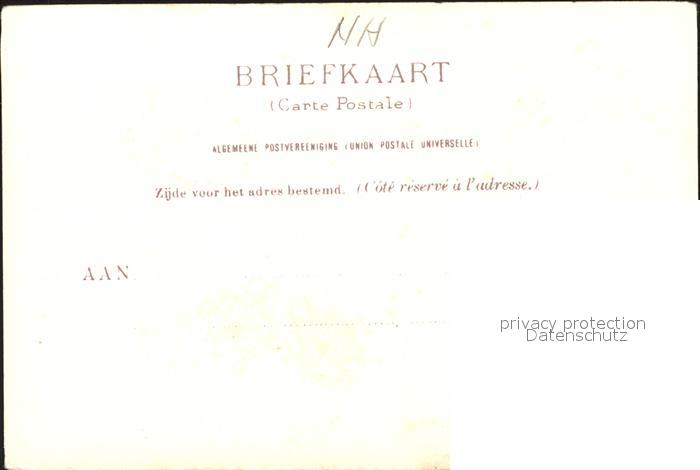 NH
BRIEFKAART
(Carte Postale)
ALGEMEENE POSTVEREENIGING (UNION POSTALE UNIVERSELLE)
Zijde voor het adres bestemd. (Côté réservé à l'adresse.)
AAN
privacy protection
Datenschutz